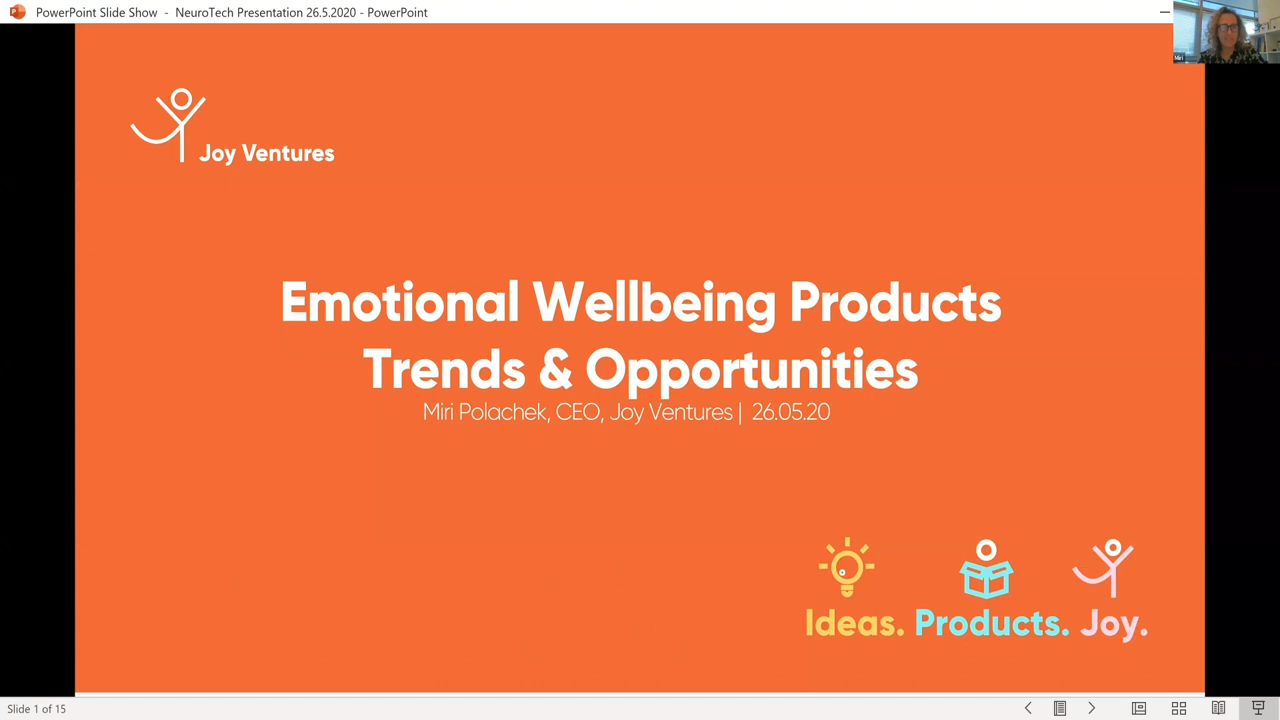 PowerPoint Slide Show - NeuroTech Presentation 26.5.2020 - PowerPoint
Miri
Joy Ventures
Emotional Wellbeing Products
Trends & Opportunities
Miri Polachek, CEO, Joy Ventures | 26.05.20
Ideas. Products. Joy.
Slide 1 of 15